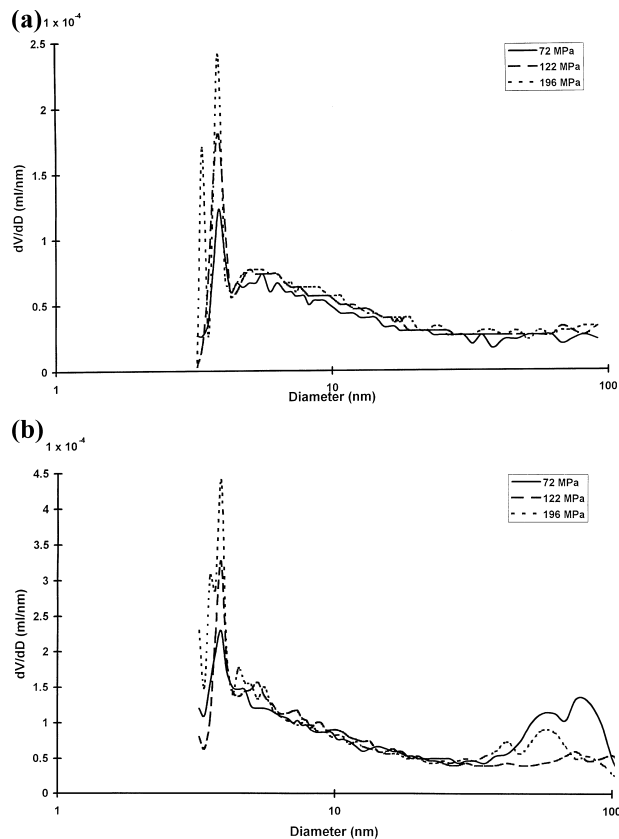 (a)
1 x 10⁻⁴
2.5
2
1.5
1
0.5
0
dV/dD (ml/nm)
72 MPa
122 MPa
196 MPa
1
10
100
Diameter (nm)
(b)
1 x 10⁻⁴
4.5
4
3.5
3
2.5
2
1.5
1
0.5
0
dV/dD (ml/nm)
72 MPa
122 MPa
196 MPa
1
10
100
Diameter (nm)